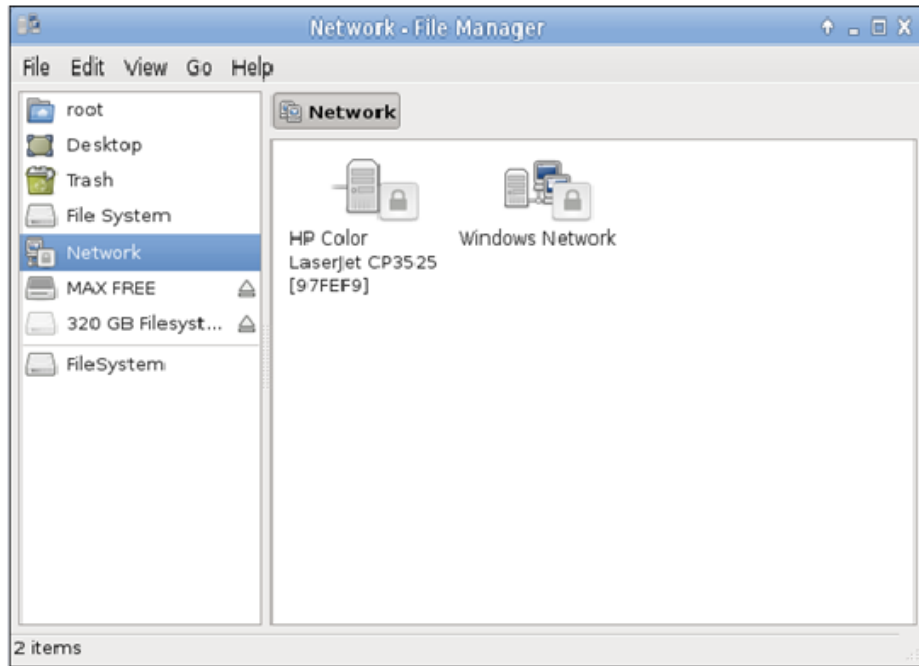 Network - File Manager
File Edit View Go Help
root
Desktop
Trash
File System
Network
MAX FREE
320 GB Filesyst...
FileSystem
Network
HP Color
LaserJet CP3525
[97FEF9]
Windows Network
2 items